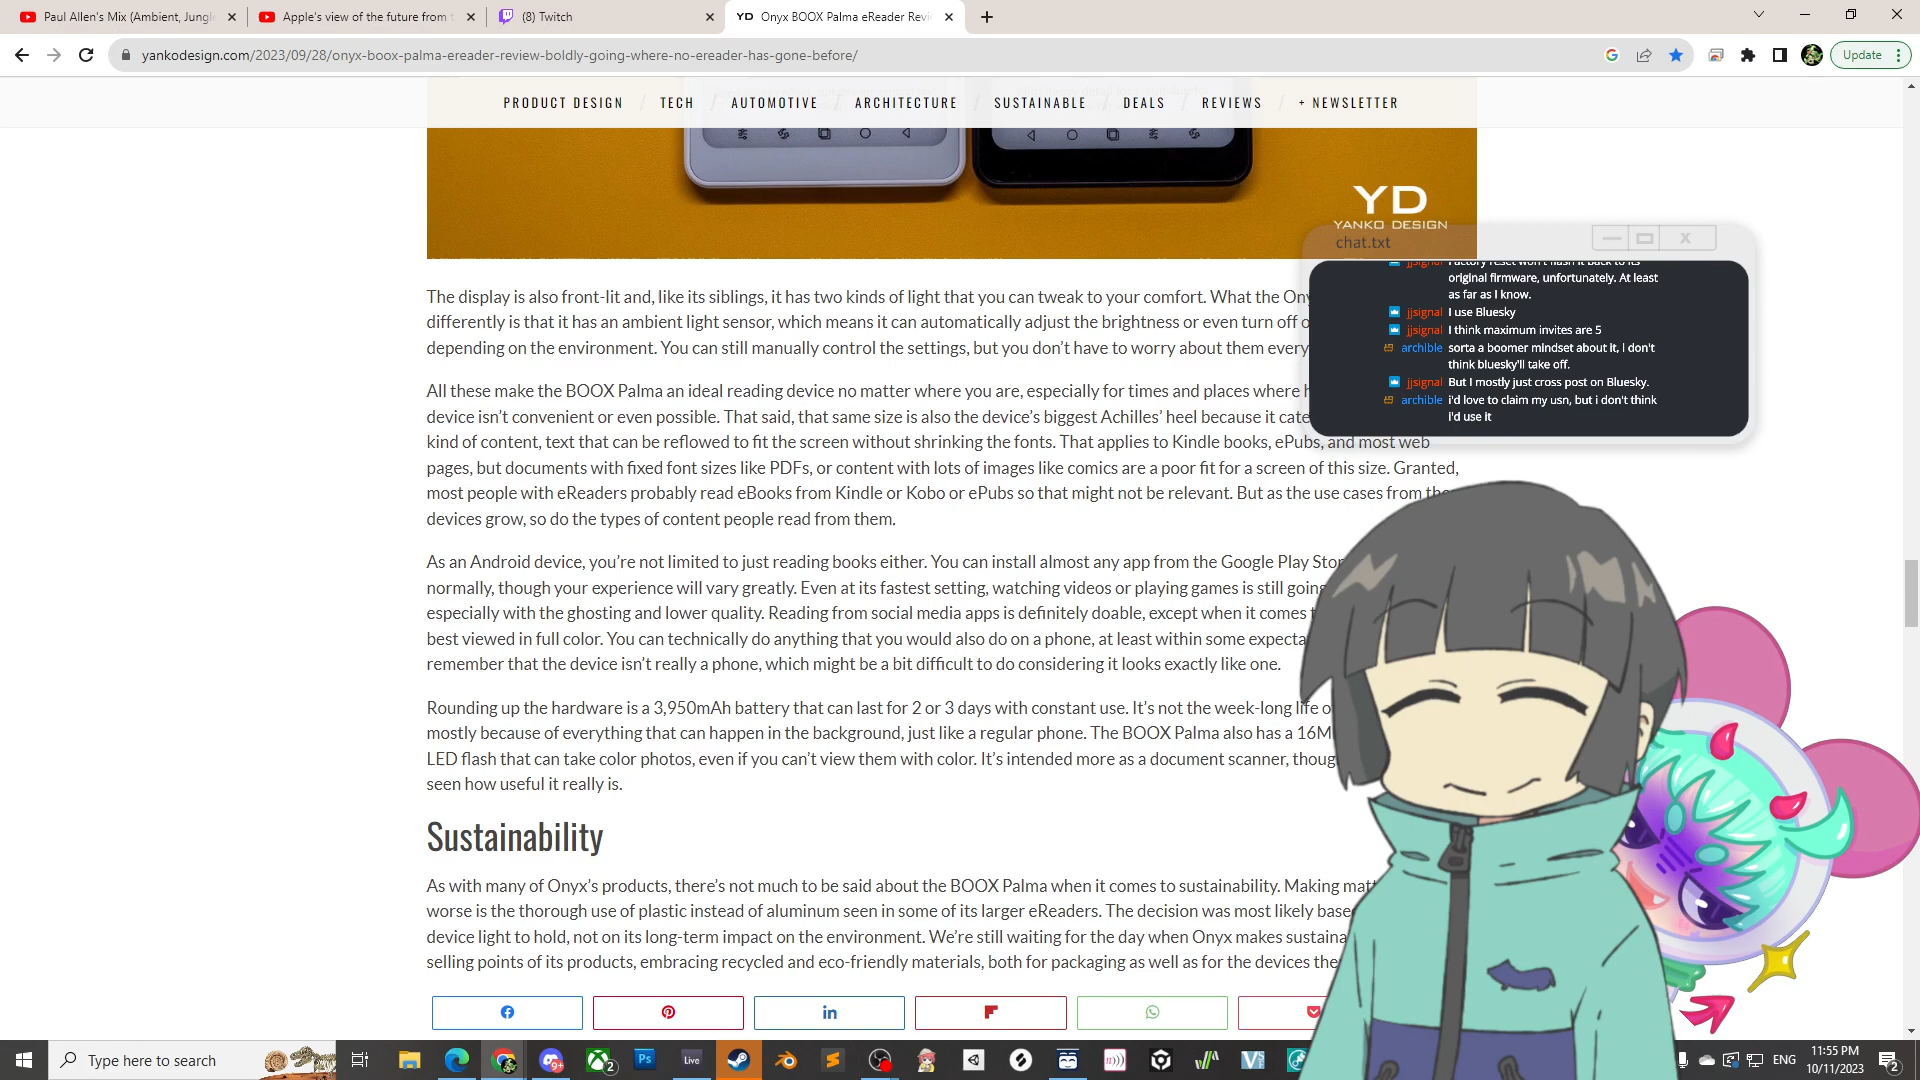 Paul Allen's Mix (Ambient, Jungle
Apple's view of the future from t
(8) Twitch
YD Onyx BOOX Palma eReader Revi
yankodesign.com/2023/09/28/onyx-boox-palma-ereader-review-boldly-going-where-no-ereader-has-gone-before/
Update
PRODUCT DESIGN / TECH / AUTOMOTIVE / ARCHITECTURE / SUSTAINABLE / DEALS / REVIEWS / + NEWSLETTER
YD
YANKO DESIGN
chat.txt
jjsignal Factory reset won't flash it back to its
original firmware, unfortunately. At least
as far as I know.
jjsignal I use Bluesky
jjsignal I think maximum invites are 5
archible sorta a boomer mindset about it, I don't
think bluesky'll take off.
jjsignal But I mostly just cross post on Bluesky.
archible i'd love to claim my usn, but i don't think
i'd use it
The display is also front-lit and, like its siblings, it has two kinds of light that you can tweak to your comfort. What the Ony
differently is that it has an ambient light sensor, which means it can automatically adjust the brightness or even turn off o
depending on the environment. You can still manually control the settings, but you don't have to worry about them every
All these make the BOOX Palma an ideal reading device no matter where you are, especially for times and places where h
device isn't convenient or even possible. That said, that same size is also the device's biggest Achilles' heel because it cate
kind of content, text that can be reflowed to fit the screen without shrinking the fonts. That applies to Kindle books, ePubs, and most web
pages, but documents with fixed font sizes like PDFs, or content with lots of images like comics are a poor fit for a screen of this size. Granted,
most people with eReaders probably read eBooks from Kindle or Kobo or ePubs so that might not be relevant. But as the use cases from the
devices grow, so do the types of content people read from them.
As an Android device, you're not limited to just reading books either. You can install almost any app from the Google Play Stor
normally, though your experience will vary greatly. Even at its fastest setting, watching videos or playing games is still going
especially with the ghosting and lower quality. Reading from social media apps is definitely doable, except when it comes t
best viewed in full color. You can technically do anything that you would also do on a phone, at least within some expecta
remember that the device isn't really a phone, which might be a bit difficult to do considering it looks exactly like one.
Rounding up the hardware is a 3,950mAh battery that can last for 2 or 3 days with constant use. It's not the week-long life o
mostly because of everything that can happen in the background, just like a regular phone. The BOOX Palma also has a 16M
LED flash that can take color photos, even if you can't view them with color. It's intended more as a document scanner, thoug
seen how useful it really is.
Sustainability
As with many of Onyx's products, there's not much to be said about the BOOX Palma when it comes to sustainability. Making matt
worse is the thorough use of plastic instead of aluminum seen in some of its larger eReaders. The decision was most likely base
device light to hold, not on its long-term impact on the environment. We're still waiting for the day when Onyx makes sustaina
selling points of its products, embracing recycled and eco-friendly materials, both for packaging as well as for the devices the
Type here to search
9+
2
Ps
Live
ENG
11:55 PM
10/11/2023
2